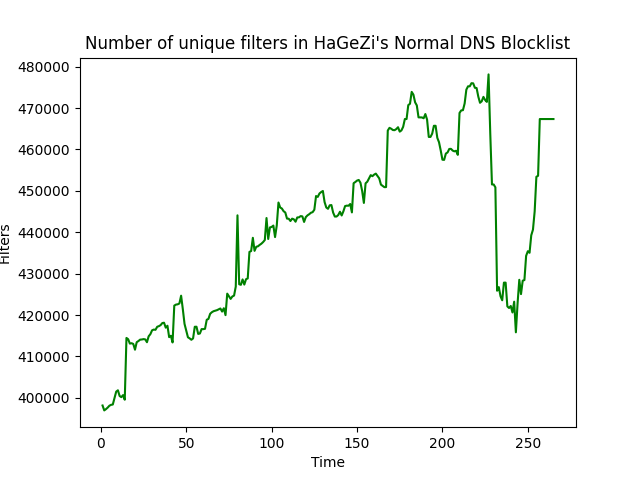 Number of unique filters in HaGeZi's Normal DNS Blocklist
480000
470000
460000
450000
440000
430000
420000
410000
400000
Filters
0 50 100 150 200 250
Time